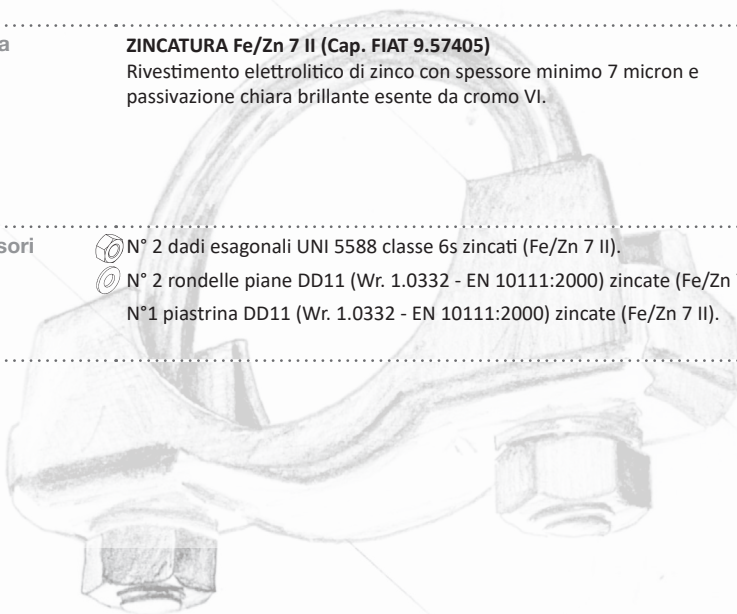 a
ZINCATURA Fe/Zn 7 II (Cap. FIAT 9.57405)
Rivestimento elettrolitico di zinco con spessore minimo 7 micron e
passivazione chiara brillante esente da cromo VI.
sori
N° 2 dadi esagonali UNI 5588 classe 6s zincati (Fe/Zn 7 II).
N° 2 rondelle piane DD11 (Wr. 1.0332 - EN 10111:2000) zincate (Fe/Zn 7
N°1 piastrina DD11 (Wr. 1.0332 - EN 10111:2000) zincate (Fe/Zn 7 II).